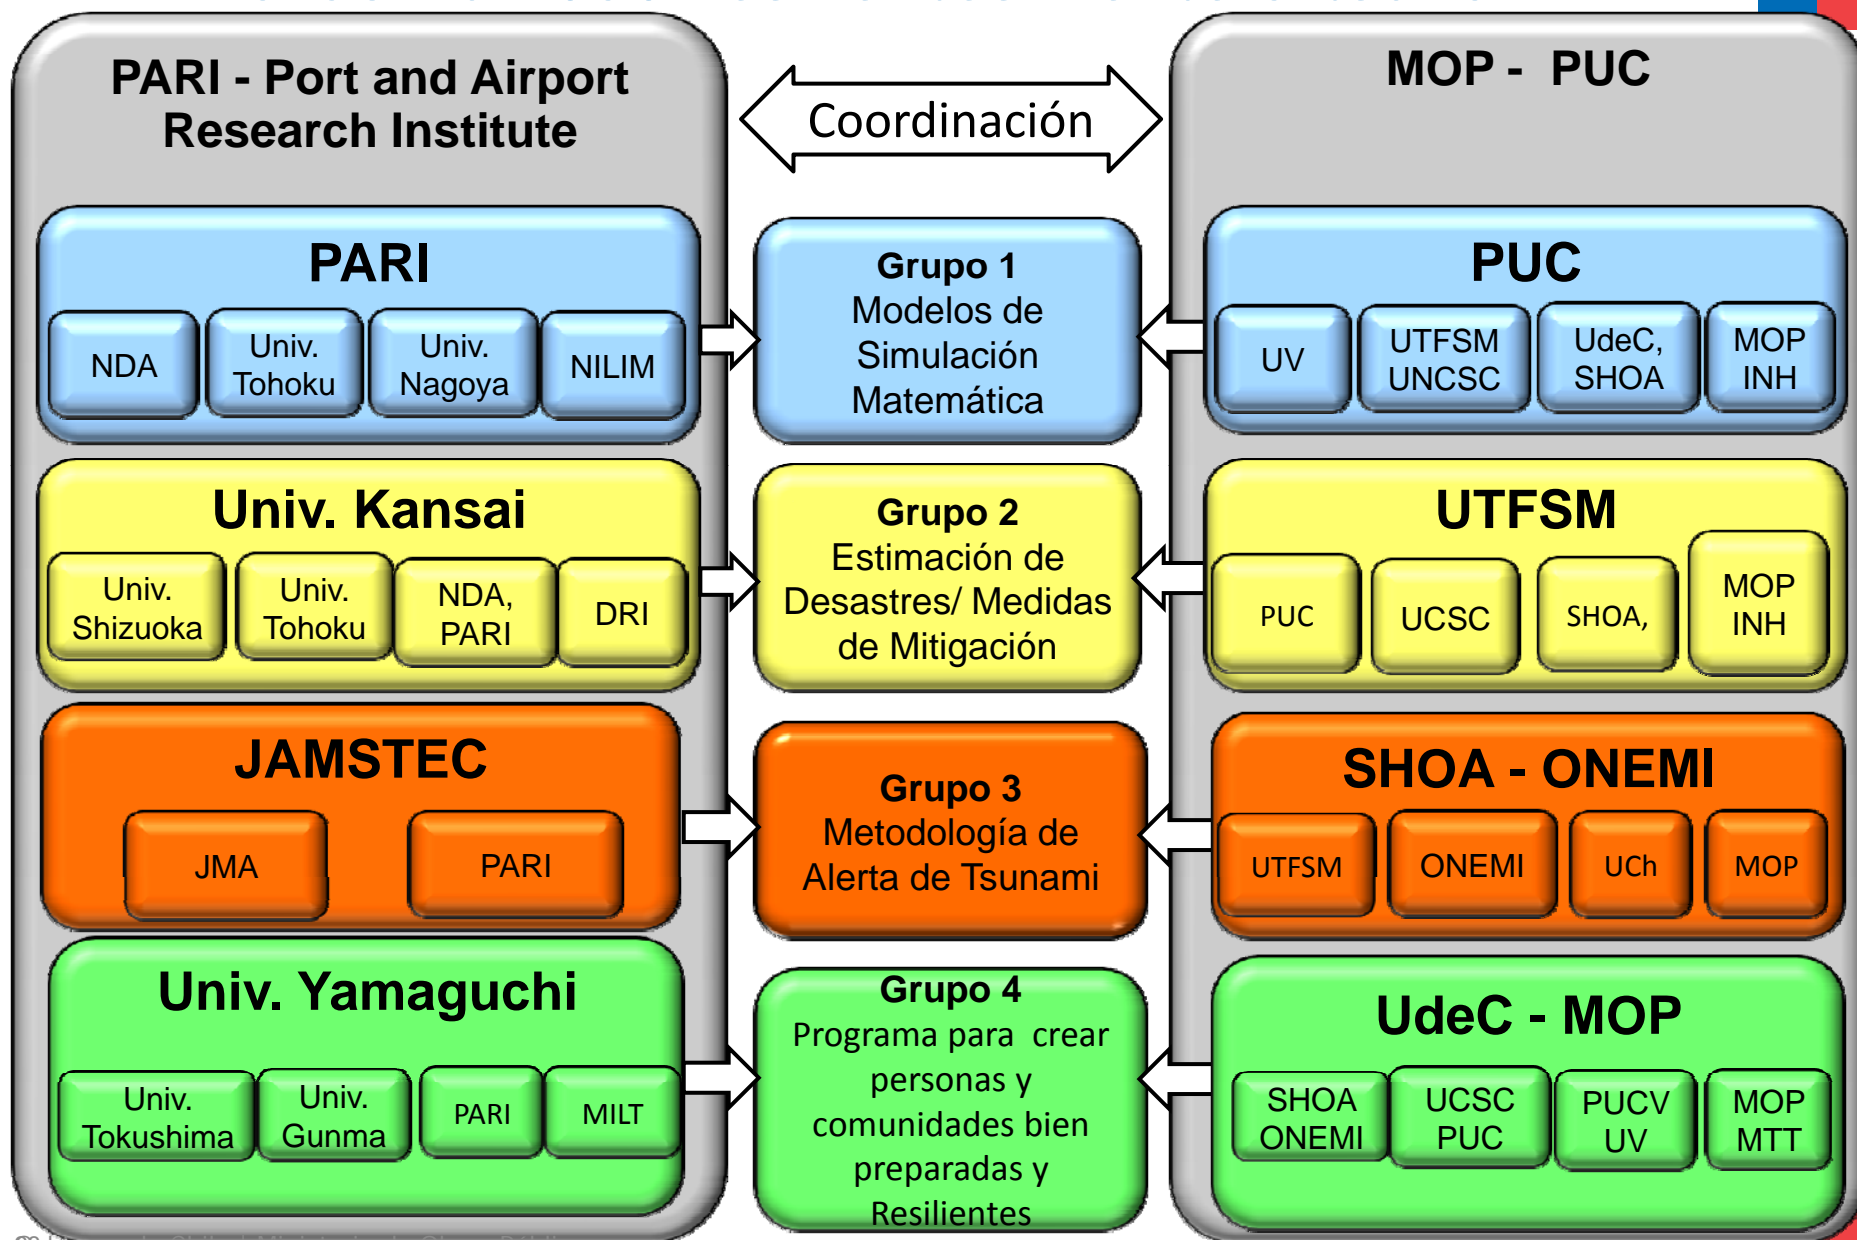 PARI - Port and Airport
Research Institute
Coordinación
MOP - PUC
PARI
NDA
Univ.
Tohoku
Univ.
Nagoya
NILIM
Grupo 1
Modelos de
Simulación
Matemática
PUC
UV
UTFSM
UNCSC
UdeC,
SHOA
MOP
INH
Univ. Kansai
Univ.
Shizuoka
Univ.
Tohoku
NDA,
PARI
DRI
Grupo 2
Estimación de
Desastres/ Medidas
de Mitigación
UTFSM
PUC
UCSC
SHOA,
MOP
INH
JAMSTEC
JMA
PARI
Grupo 3
Metodología de
Alerta de Tsunami
SHOA - ONEMI
UTFSM
ONEMI
UCh
MOP
Univ. Yamaguchi
Univ.
Tokushima
Univ.
Gunma
PARI
MILT
Grupo 4
Programa para crear
personas y
comunidades bien
preparadas y
Resilientes
UdeC - MOP
SHOA
ONEMI
UCSC
PUC
PUCV
UV
MOP
MTT